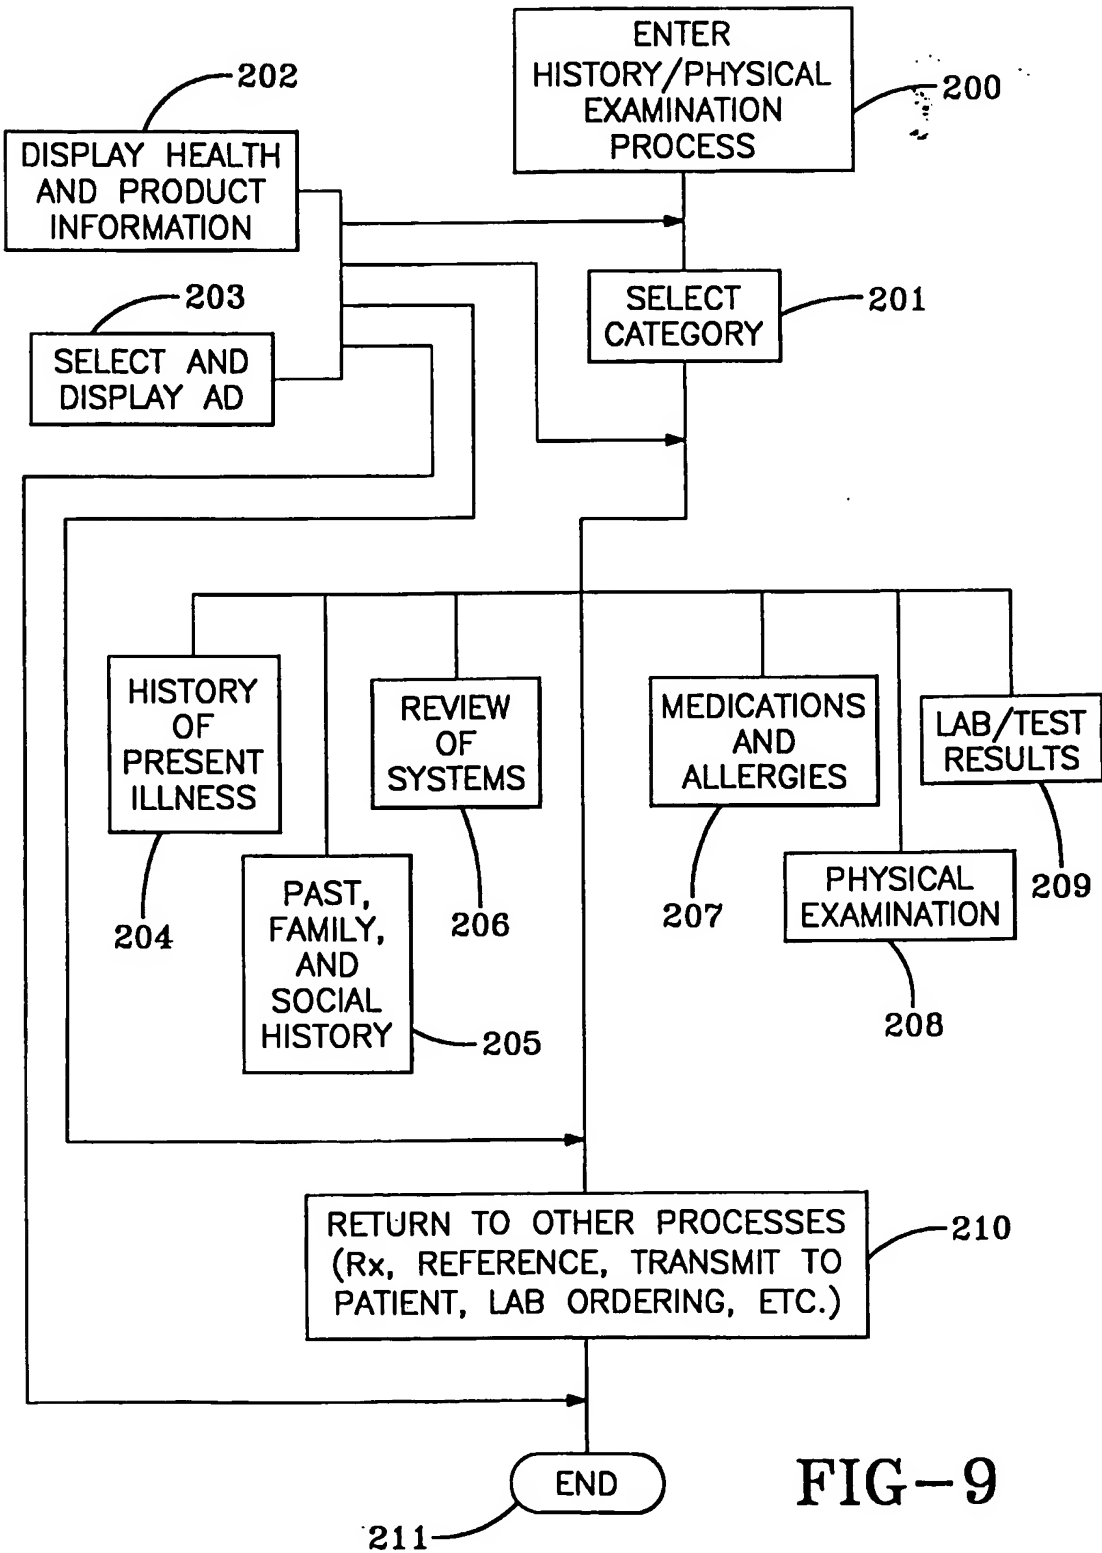 ENTER
HISTORY/PHYSICAL
EXAMINATION
PROCESS
200
202
DISPLAY HEALTH
AND PRODUCT
INFORMATION
203
SELECT AND
DISPLAY AD
SELECT
CATEGORY
201
HISTORY
OF
PRESENT
ILLNESS
204
PAST,
FAMILY,
AND
SOCIAL
HISTORY
205
REVIEW
OF
SYSTEMS
206
MEDICATIONS
AND
ALLERGIES
207
PHYSICAL
EXAMINATION
208
LAB/TEST
RESULTS
209
RETURN TO OTHER PROCESSES
(Rx, REFERENCE, TRANSMIT TO
PATIENT, LAB ORDERING, ETC.)
210
END
211
FIG-9